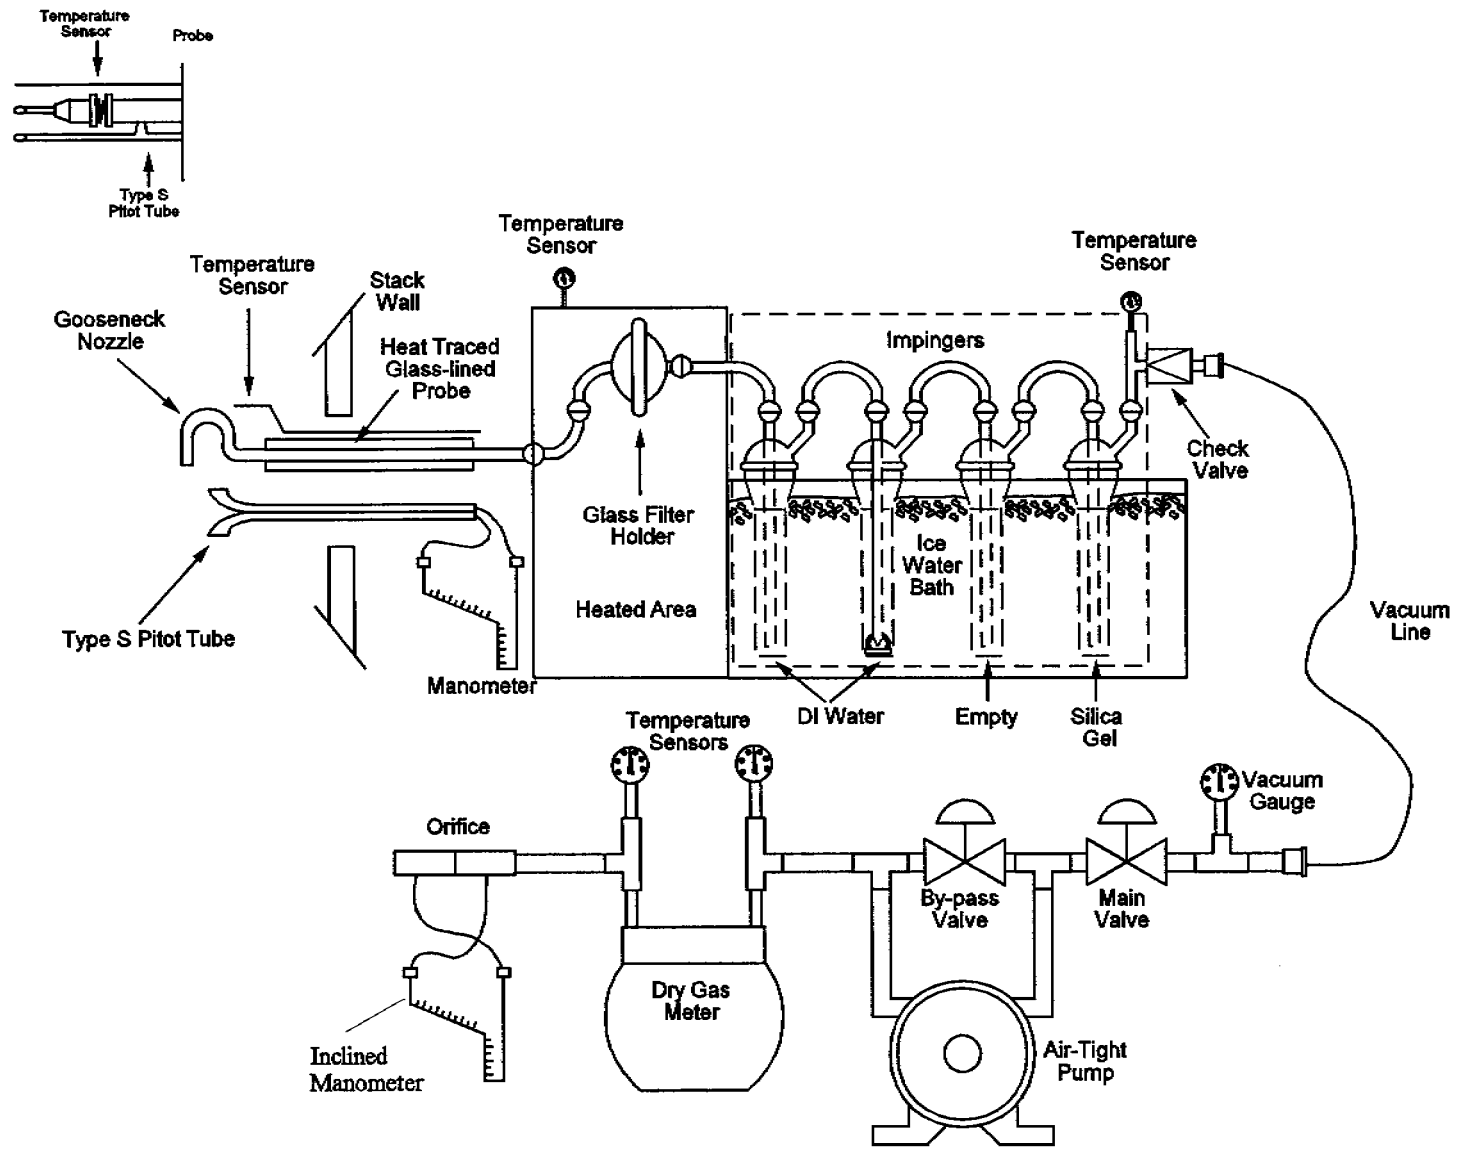 Temperature
Sensor
Probe
Type S
Pitot Tube
Temperature
Sensor
Temperature
Sensor
Temperature
Sensor
Stack
Wall
Gooseneck
Nozzle
Heat Traced
Glass-lined
Probe
Impingers
Check
Valve
Glass Filter
Holder
Ice
Water
Bath
Heated Area
Vacuum
Line
Type S Pitot Tube
Manometer
DI Water
Empty
Silica
Gel
Temperature
Sensors
Vacuum
Gauge
Orifice
By-pass
Valve
Main
Valve
Dry Gas
Meter
Inclined
Manometer
Air-Tight
Pump